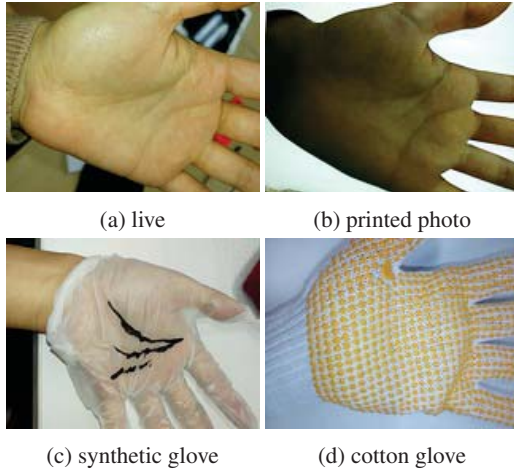 (a) live
(b) printed photo
(c) synthetic glove
(d) cotton glove